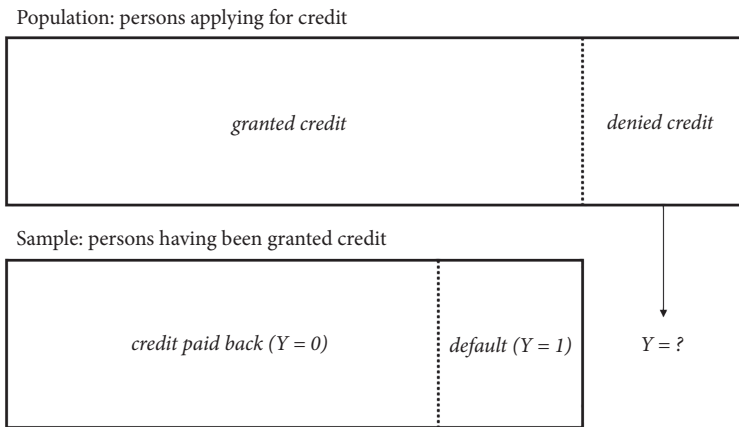 Population: persons applying for credit
granted credit
denied credit
Sample: persons having been granted credit
credit paid back (Y = 0)
default (Y = 1)
Y = ?